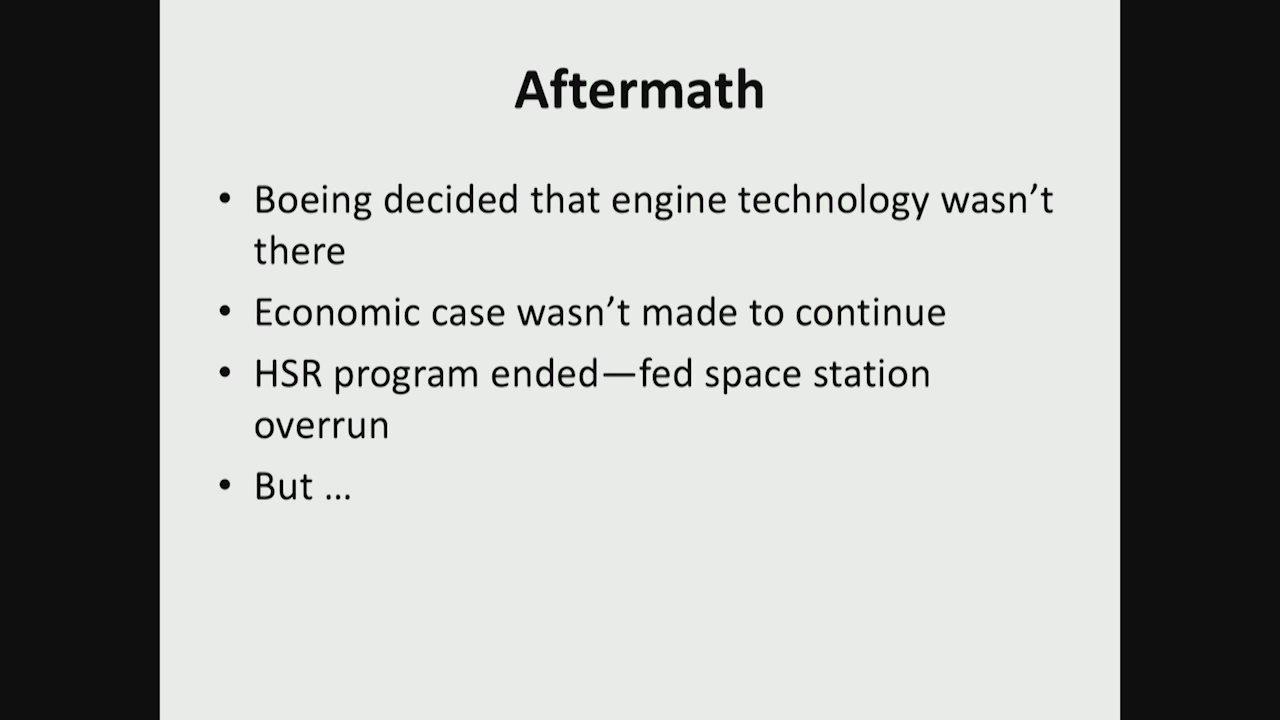 Aftermath
• Boeing decided that engine technology wasn’t
there
• Economic case wasn’t made to continue
• HSR program ended—fed space station
overrun
• But …